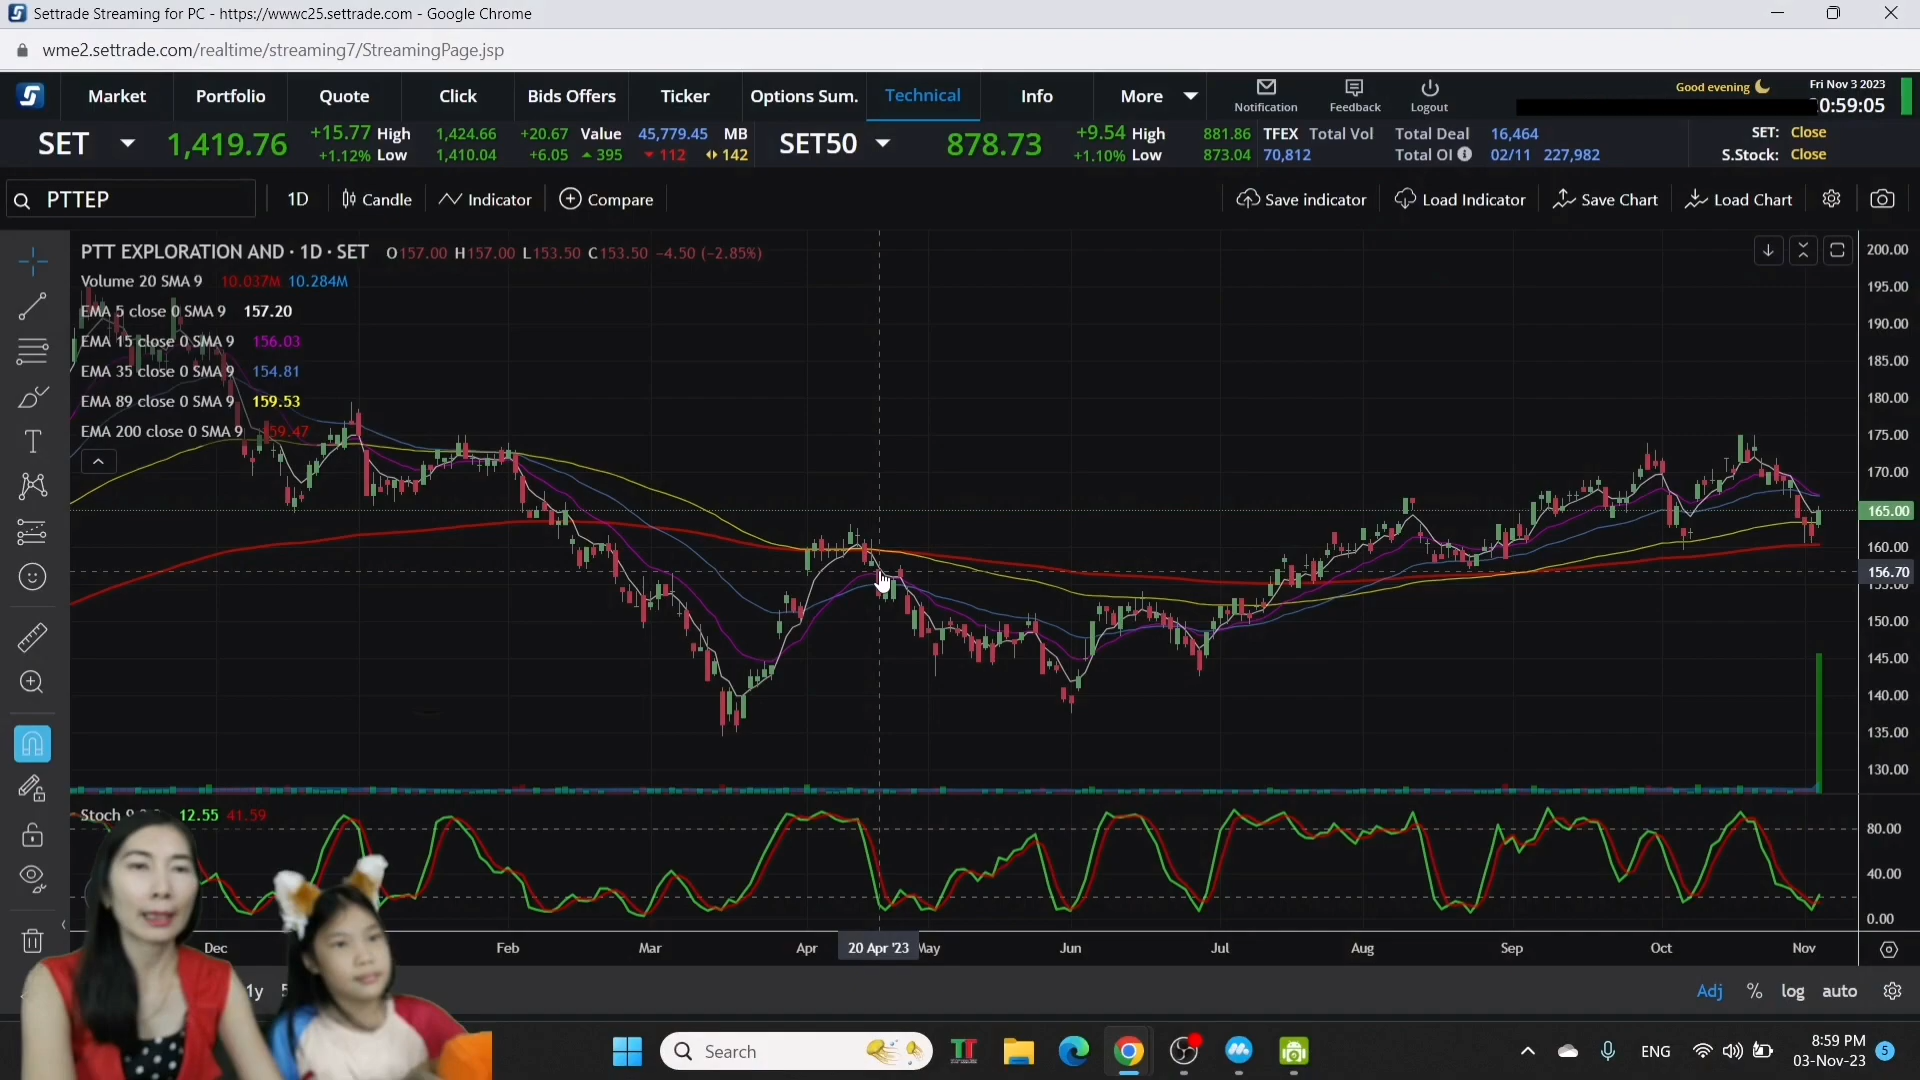 Settrade Streaming for PC - https://wwwc25.settrade.com - Google Chrome
wme2.settrade.com/realtime/streaming7/StreamingPage.jsp
Market Portfolio Quote Click Bids Offers Ticker Options Sum. Technical Info More Notification Feedback Logout Good evening Fri Nov 3 2023
0:59:05
SET 1,419.76 +15.77 High 1,424.66 +20.67 Value 45,779.45 MB SET50 878.73 +9.54 High 881.86 TFEX Total Vol Total Deal 16,464 SET: Close
+1.12% Low 1,410.04 +6.05 395 112 142 +1.10% Low 873.04 70,812 Total OI 02/11 227,982 S.Stock: Close
PTTEP 1D Candle Indicator Compare Save indicator Load Indicator Save Chart Load Chart
PTT EXPLORATION AND · 1D · SET O157.00 H157.00 L153.50 C153.50 -4.50 (-2.85%)
Volume 20 SMA 9 10.037M 10.284M
EMA 5 close 0 SMA 9 157.20
EMA 15 close 0 SMA 9 156.03
EMA 35 close 0 SMA 9 154.81
EMA 89 close 0 SMA 9 159.53
EMA 200 close 0 SMA 9 59.47
200.00
195.00
190.00
185.00
180.00
175.00
170.00
165.00
160.00
156.70
155.00
150.00
145.00
140.00
135.00
130.00
Stoch 12.55 41.59
80.00
40.00
0.00
Dec Feb Mar Apr 20 Apr '23 May Jun Jul Aug Sep Oct Nov
1y 5 Adj % log auto
Search ENG 8:59 PM
03-Nov-23 5